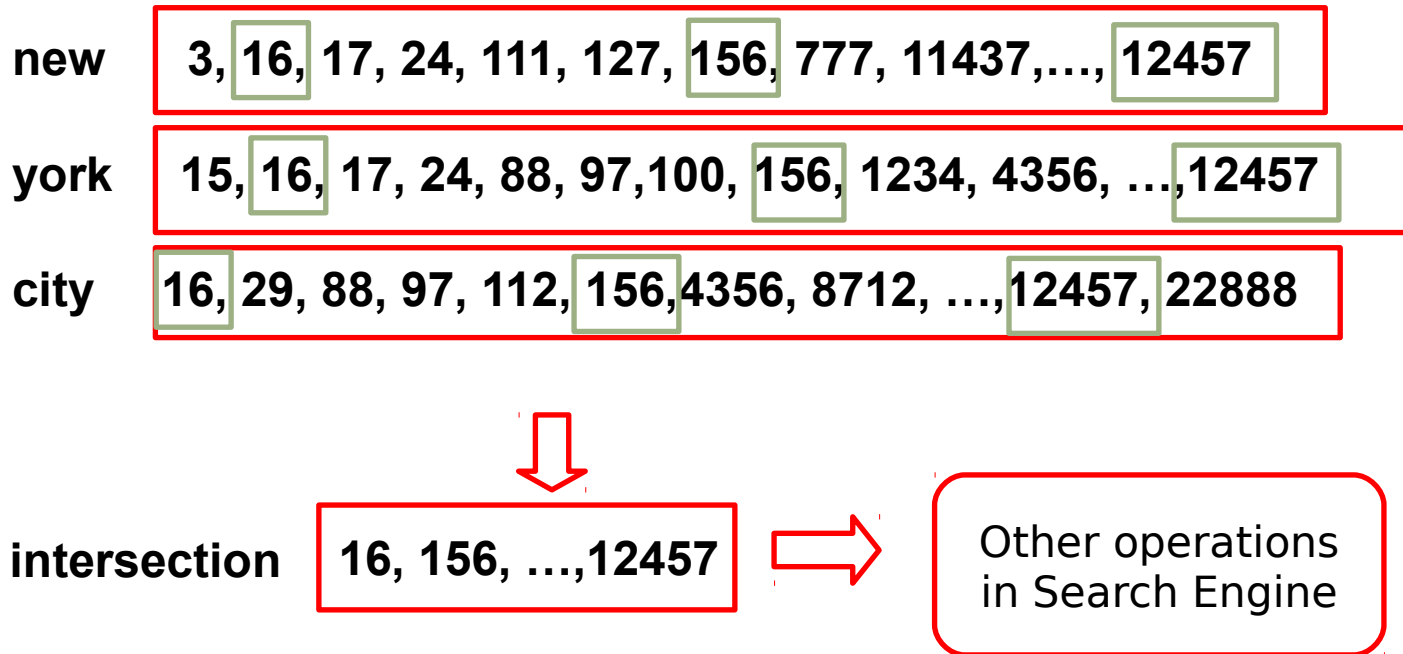 new 3, 16, 17, 24, 111, 127, 156, 777, 11437,..., 12457
york 15, 16, 17, 24, 88, 97,100, 156, 1234, 4356, ...,12457
city 16, 29, 88, 97, 112, 156,4356, 8712, ...,12457, 22888
intersection 16, 156, ...,12457
Other operations
in Search Engine